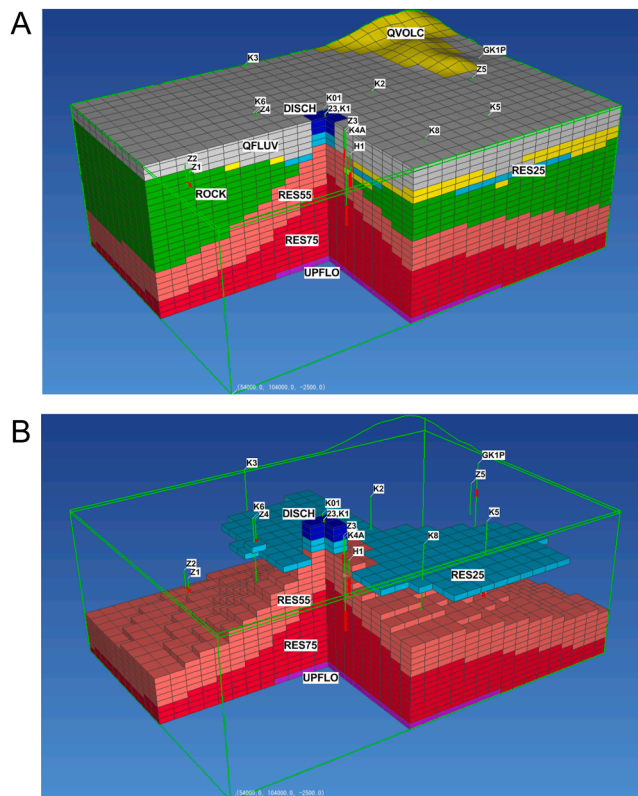 A
QVOLC
GK1P
K3
Z5
K2
K01
K6
DISCH
23,K1
Z4
Z3
K5
K4A
K8
QFLUV
H1
Z2
Z1
RES25
ROCK
RES55
RES75
UPFLO
(54000.0, 104000.0, -2500.0)
B
GK1P
K3
Z5
K2
K01
K6
DISCH
23,K1
Z4
K5
Z3
K4A
K8
H1
Z2
Z1
RES25
RES55
RES75
UPFLO
(54000.0, 104000.0, -2500.0)